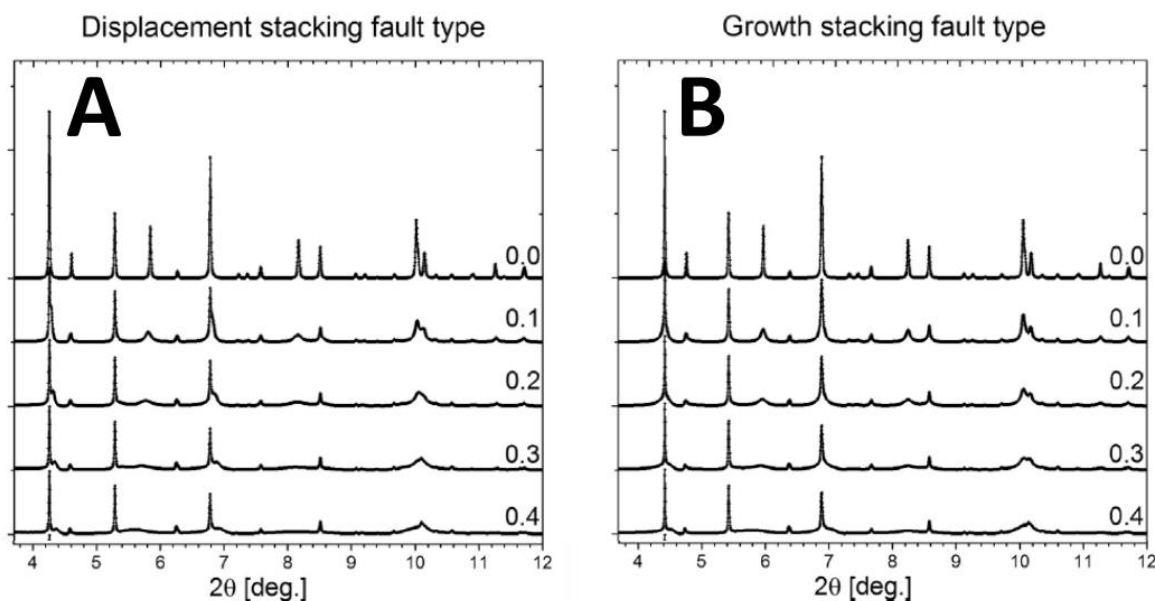 Displacement stacking fault type
A
0.0
0.1
0.2
0.3
0.4
4 5 6 7 8 9 10 11 12
2θ [deg.]
Growth stacking fault type
B
0.0
0.1
0.2
0.3
0.4
4 5 6 7 8 9 10 11 12
2θ [deg.]